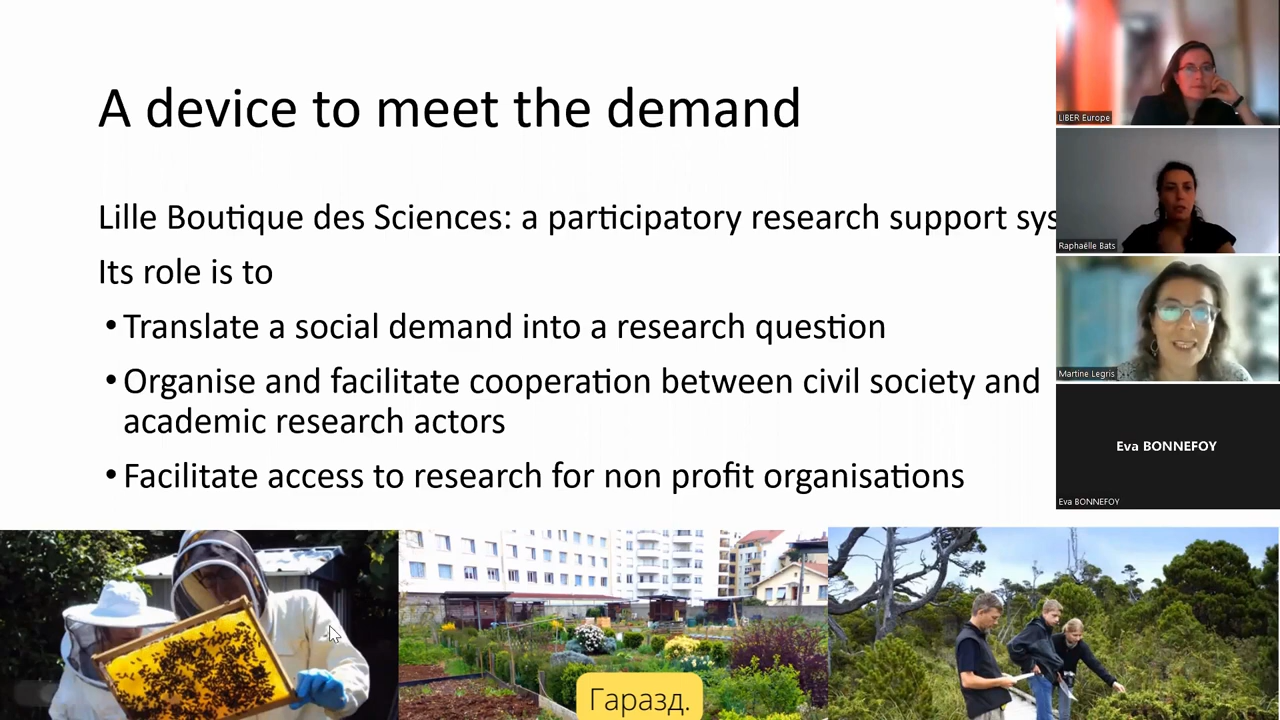 A device to meet the demand
Lille Boutique des Sciences: a participatory research support sys
Its role is to
• Translate a social demand into a research question
• Organise and facilitate cooperation between civil society and
academic research actors
• Facilitate access to research for non profit organisations
LIBER Europe
Raphaëlle Bats
Martine Legris
Eva BONNEFOY
Eva BONNEFOY
Гаразд.